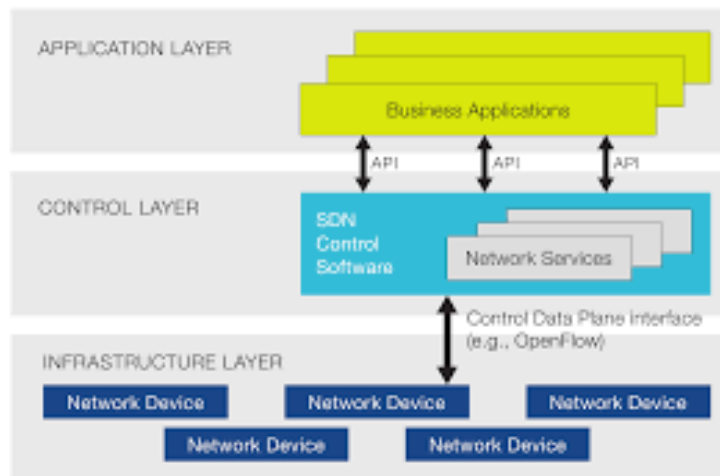 APPLICATION LAYER
Business Applications
API
API
API
CONTROL LAYER
SDN
Control
Software
Network Services
Control Data Plane interface
(e.g., OpenFlow)
INFRASTRUCTURE LAYER
Network Device
Network Device
Network Device
Network Device
Network Device